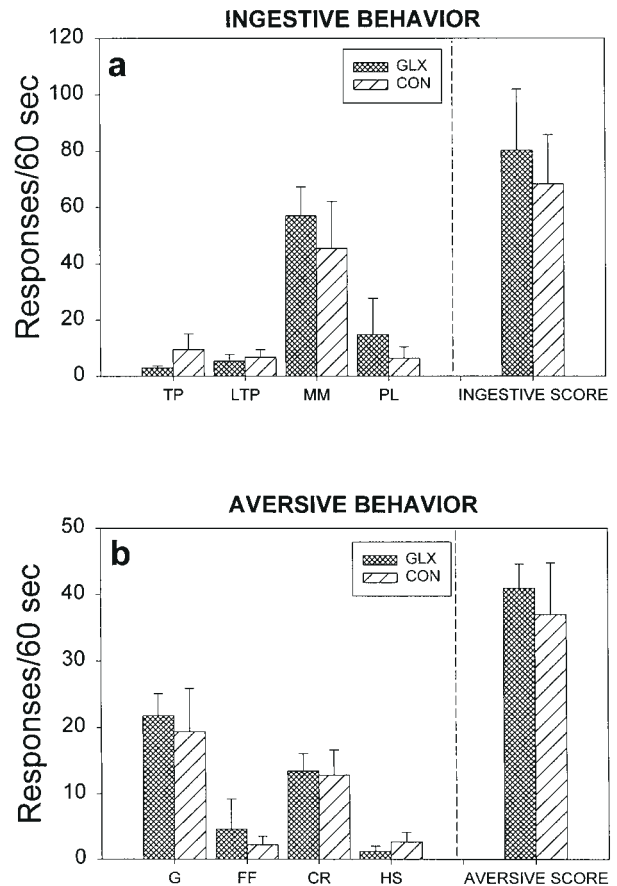 INGESTIVE BEHAVIOR
a
GLX
CON
Responses/60 sec
120
100
80
60
40
20
0
TP LTP MM PL INGESTIVE SCORE
AVERSIVE BEHAVIOR
b
GLX
CON
Responses/60 sec
50
40
30
20
10
0
G FF CR HS AVERSIVE SCORE